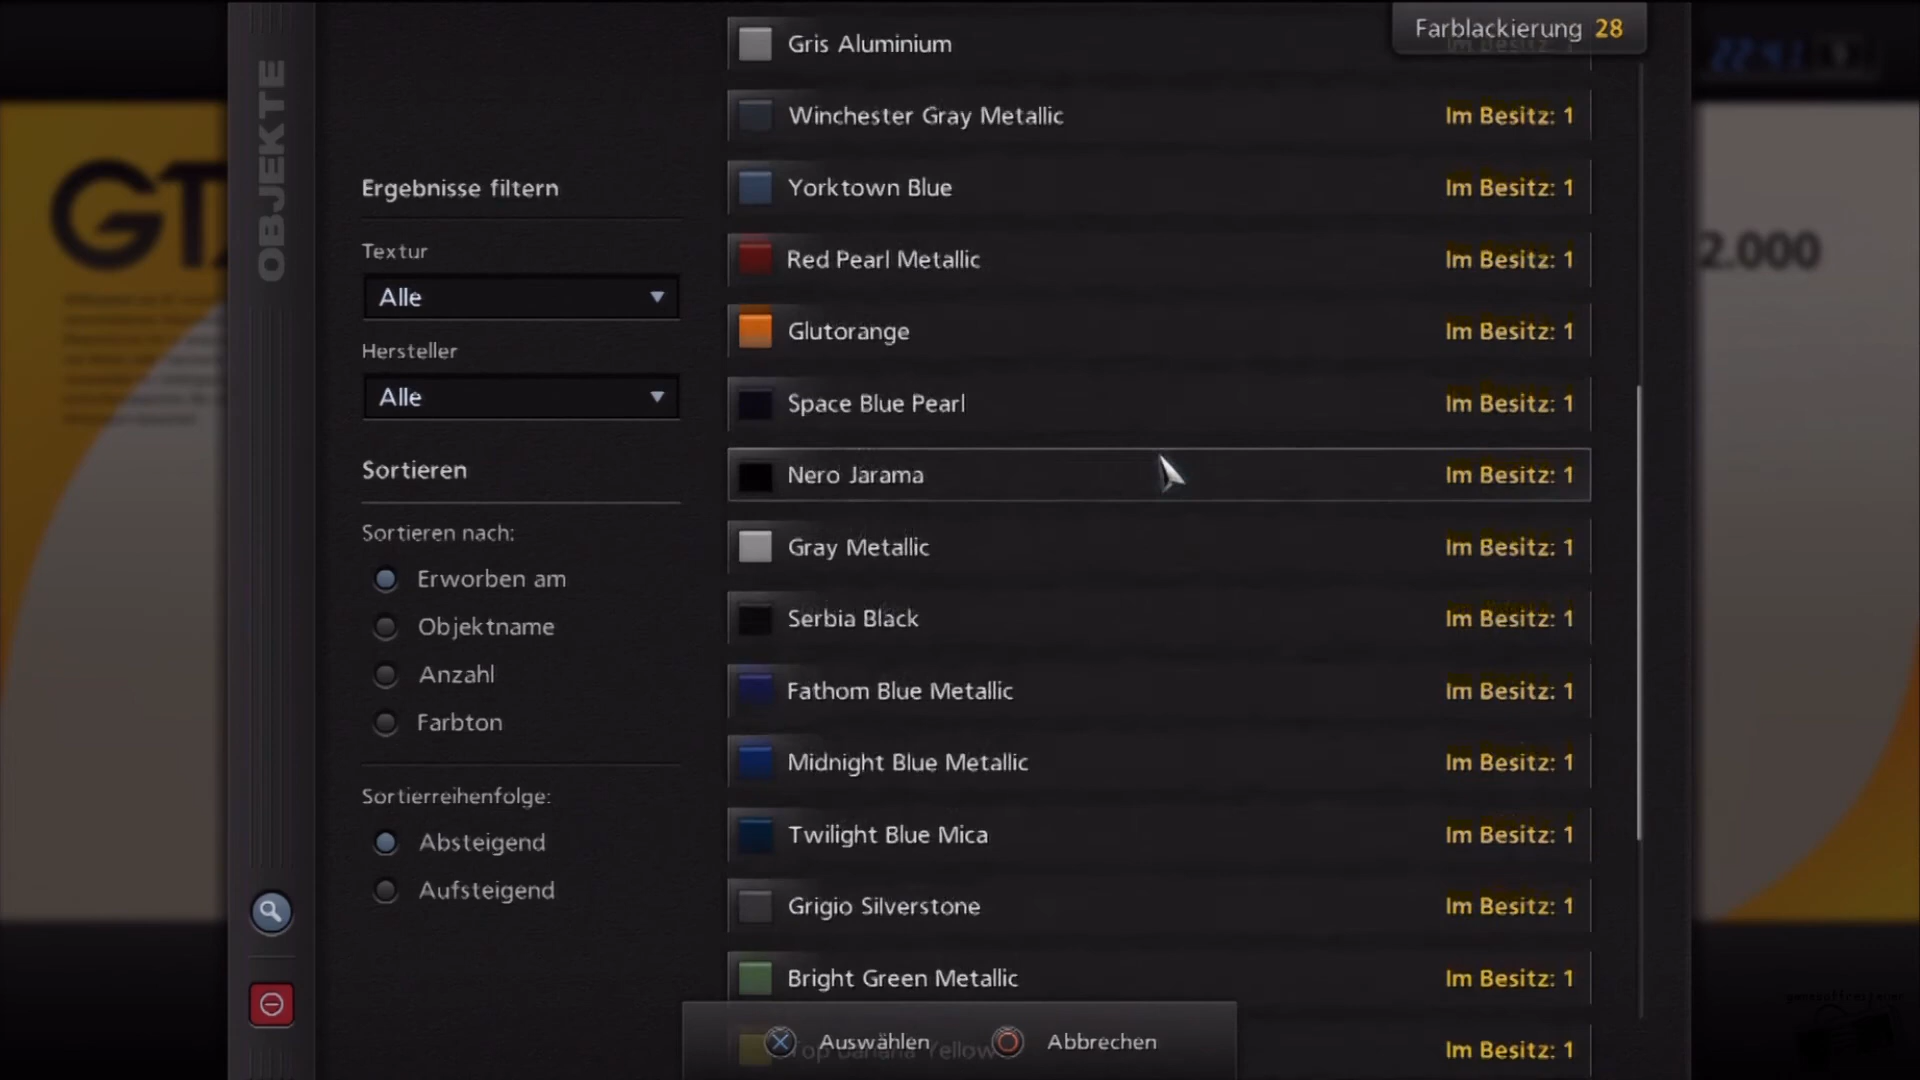 Farblackierung 28
OBJEKTE
Gris Aluminium
Winchester Gray Metallic Im Besitz: 1
Yorktown Blue Im Besitz: 1
Red Pearl Metallic Im Besitz: 1
Glutorange Im Besitz: 1
Space Blue Pearl Im Besitz: 1
Nero Jarama Im Besitz: 1
Gray Metallic Im Besitz: 1
Serbia Black Im Besitz: 1
Fathom Blue Metallic Im Besitz: 1
Midnight Blue Metallic Im Besitz: 1
Twilight Blue Mica Im Besitz: 1
Grigio Silverstone Im Besitz: 1
Bright Green Metallic Im Besitz: 1
Top Banana Yellow Im Besitz: 1
Ergebnisse filtern
Textur
Alle
Hersteller
Alle
Sortieren
Sortieren nach:
Erworben am
Objektname
Anzahl
Farbton
Sortierreihenfolge:
Absteigend
Aufsteigend
Auswählen Abbrechen
GT
2.000
22:41